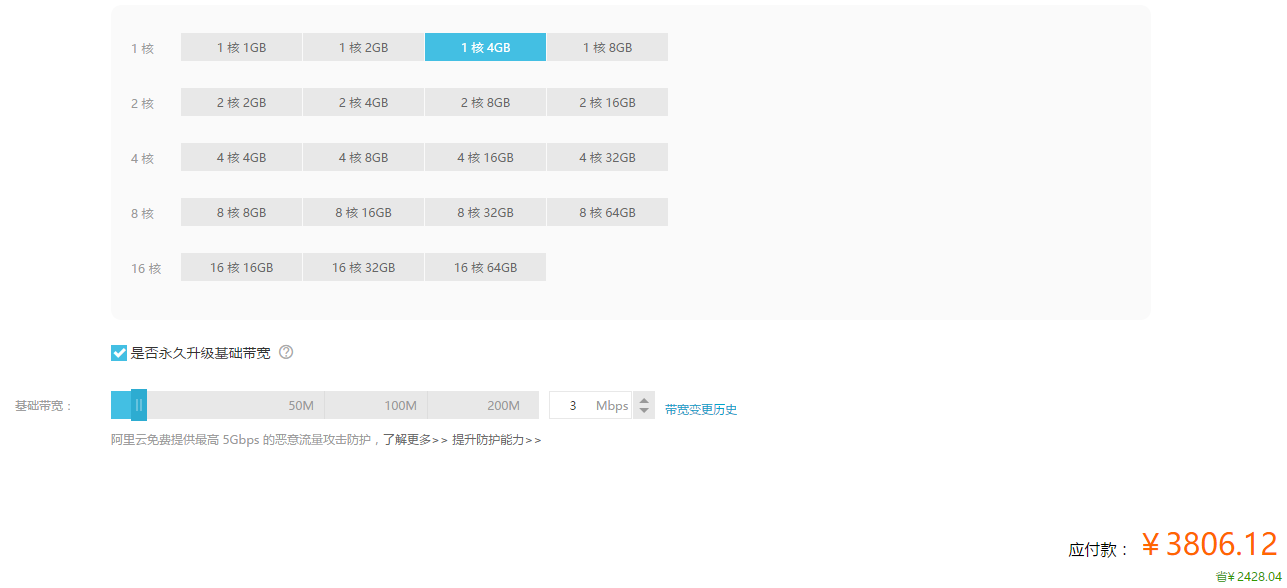 1 核 1 核 1GB 1 核 2GB 1 核 4GB 1 核 8GB
2 核 2 核 2GB 2 核 4GB 2 核 8GB 2 核 16GB
4 核 4 核 4GB 4 核 8GB 4 核 16GB 4 核 32GB
8 核 8 核 8GB 8 核 16GB 8 核 32GB 8 核 64GB
16 核 16 核 16GB 16 核 32GB 16 核 64GB
是否永久升级基础带宽 ?
基础带宽： 50M 100M 200M 3 Mbps 带宽变更历史
阿里云免费提供最高 5Gbps 的恶意流量攻击防护，了解更多>> 提升防护能力>>
应付款： ¥ 3806.12
省¥ 2428.04